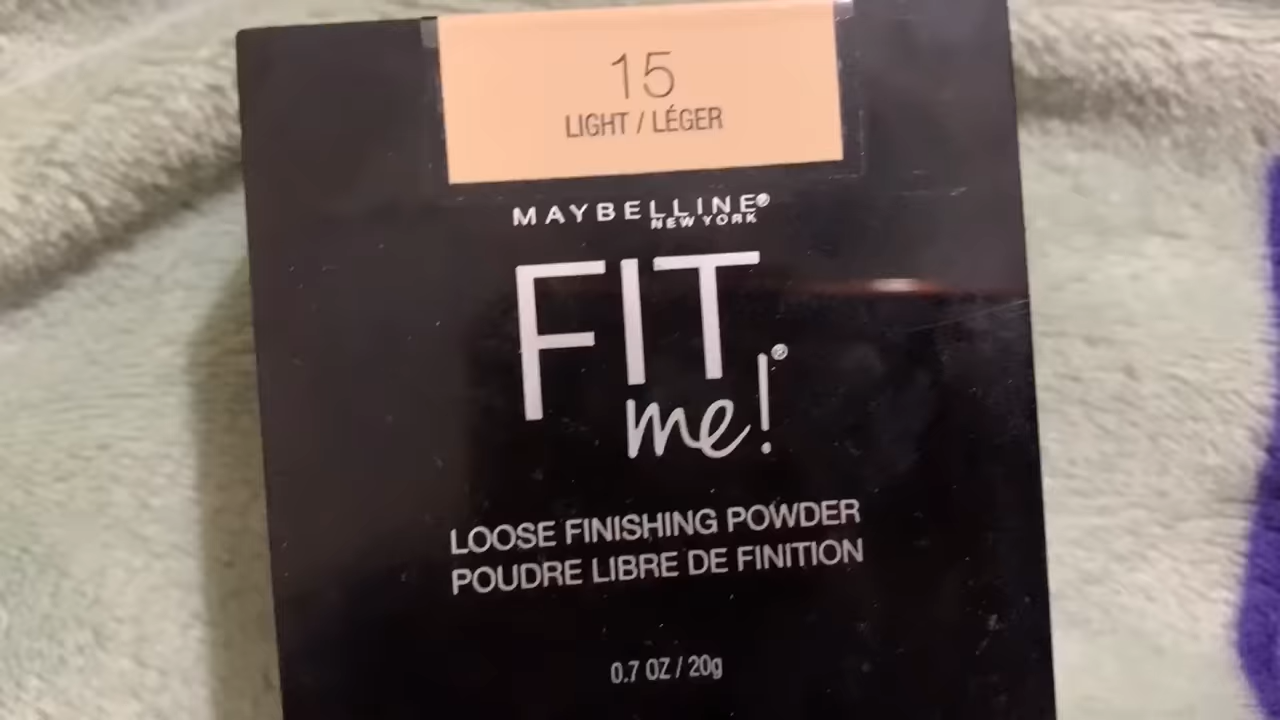 15
LIGHT / LÉGER
MAYBELLINE®
NEW YORK
FIT
me!®
LOOSE FINISHING POWDER
POUDRE LIBRE DE FINITION
0.7 OZ / 20g